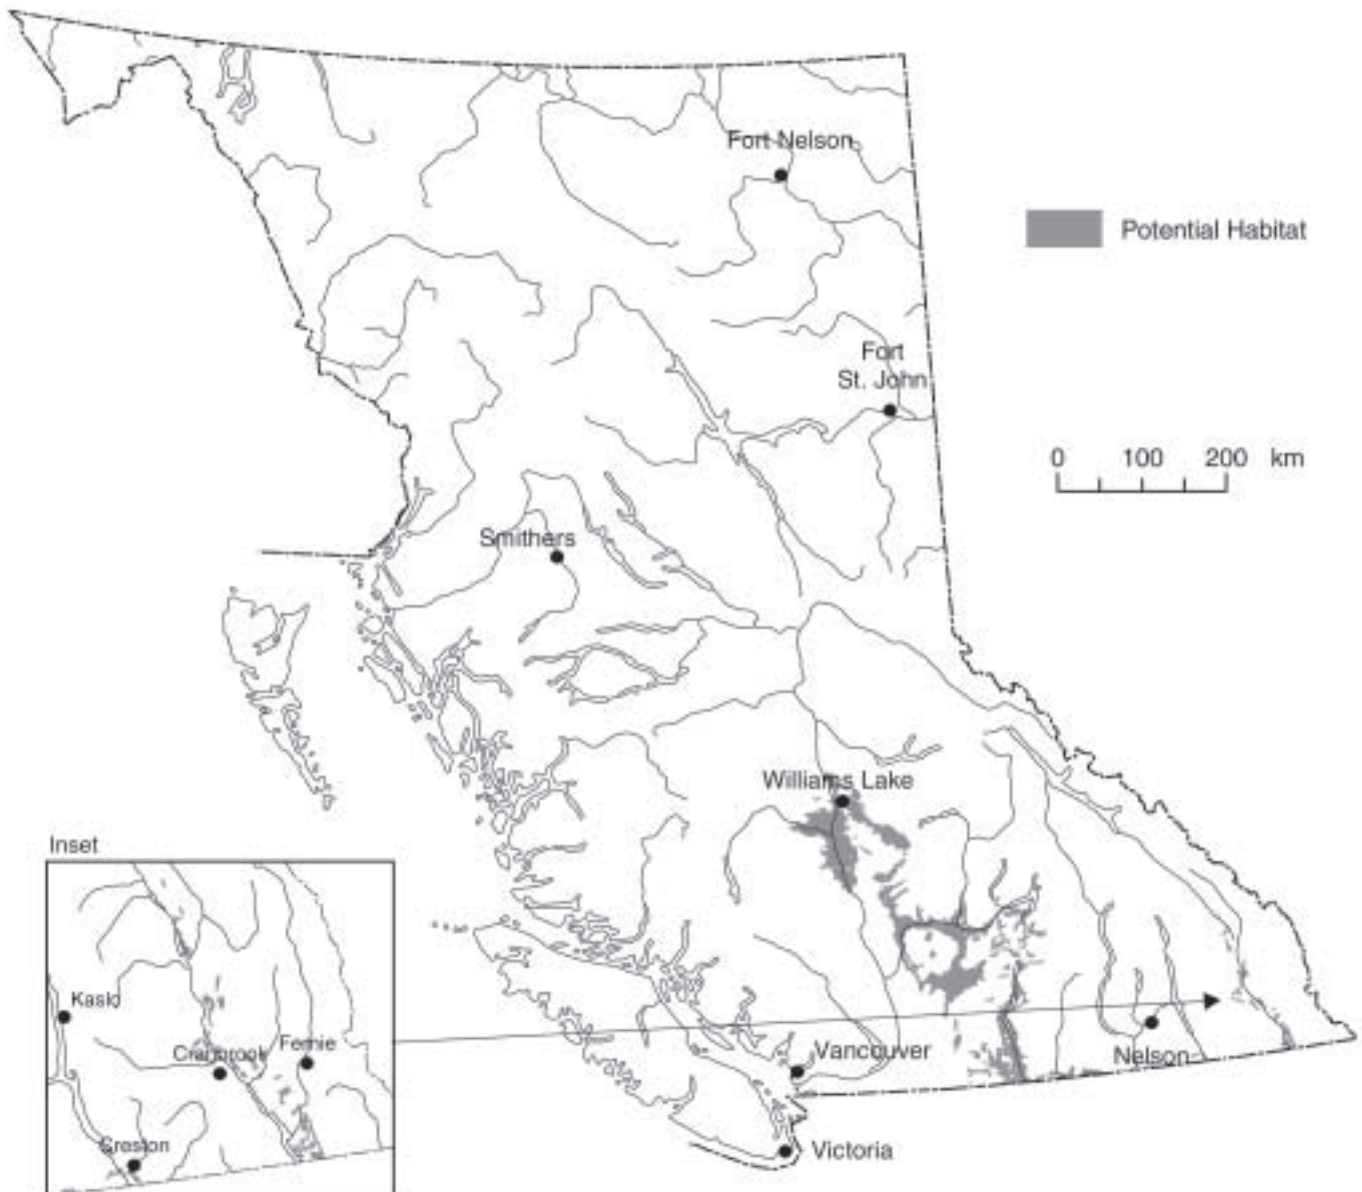 Fort Nelson
Potential Habitat
Fort
St. John
0 100 200 km
Smithers
Williams Lake
Inset
Kaslo
Cranbrook
Fernie
Creston
Vancouver
Nelson
Victoria